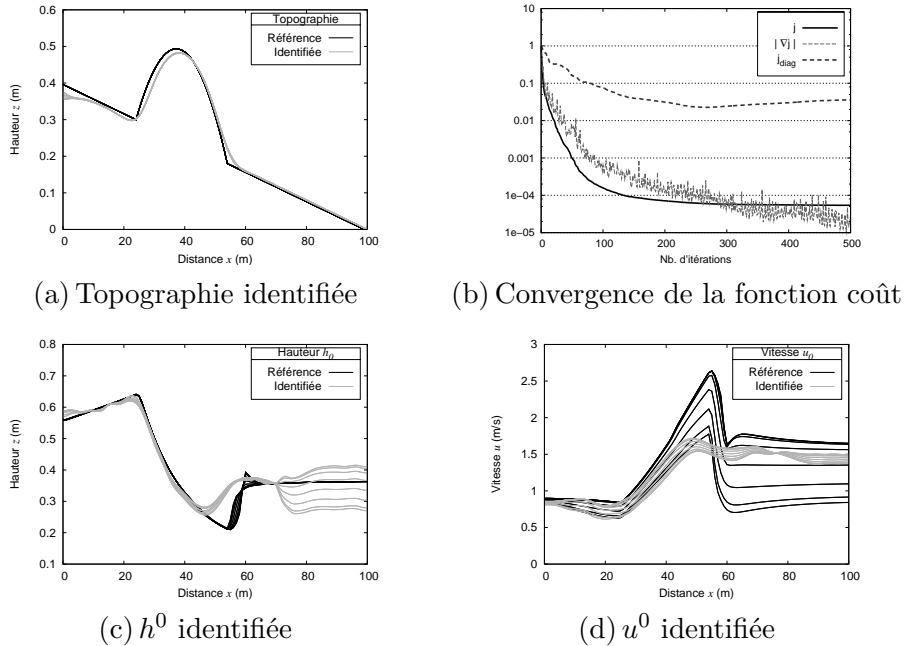 Topographie
Référence
Identifiée
0.6
0.5
0.4
0.3
0.2
0.1
0
Hauteur z (m)
0 20 40 60 80 100
Distance x (m)
(a) Topographie identifiée
j
| ∇j |
j_diag
10
1
0.1
0.01
0.001
1e−04
1e−05
0 100 200 300 400 500
Nb. d'itérations
(b) Convergence de la fonction coût
Hauteur h_0
Référence
Identifiée
0.8
0.7
0.6
0.5
0.4
0.3
0.2
0.1
Hauteur z (m)
0 20 40 60 80 100
Distance x (m)
(c) h^0 identifiée
Vitesse u_0
Référence
Identifiée
3
2.5
2
1.5
1
0.5
0
Vitesse u (m/s)
0 20 40 60 80 100
Distance x (m)
(d) u^0 identifiée